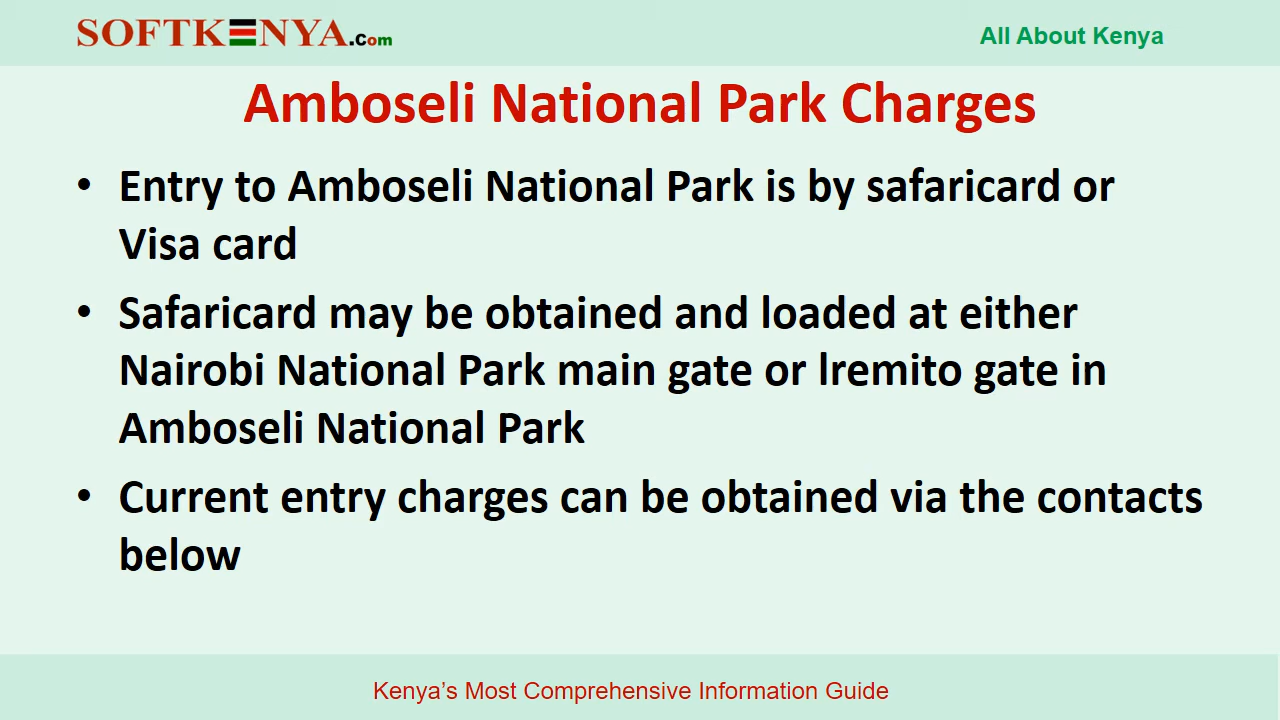 SOFTKENYA.Com
All About Kenya
Amboseli National Park Charges
• Entry to Amboseli National Park is by safaricard or
Visa card
• Safaricard may be obtained and loaded at either
Nairobi National Park main gate or lremito gate in
Amboseli National Park
• Current entry charges can be obtained via the contacts
below
Kenya’s Most Comprehensive Information Guide